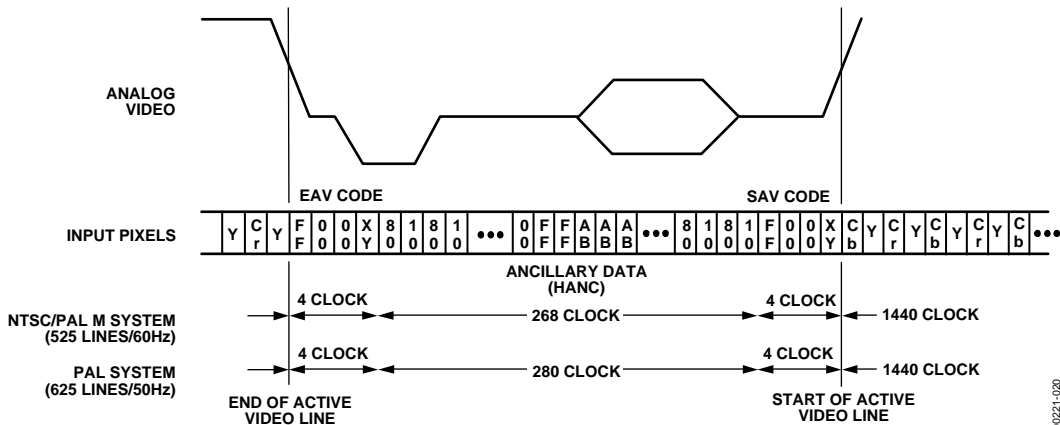 ANALOG
VIDEO
EAV CODE
SAV CODE
INPUT PIXELS
Y Cr Y FF 00 00 XY 80 10 80 10 ••• 00 FF FF AB AB AB ••• 80 10 80 10 FF 00 00 XY Cb Y Cr Y Cb Y Cr Y Cb •••
ANCILLARY DATA
(HANC)
NTSC/PAL M SYSTEM
(525 LINES/60Hz)
4 CLOCK
268 CLOCK
4 CLOCK
1440 CLOCK
PAL SYSTEM
(625 LINES/50Hz)
4 CLOCK
280 CLOCK
4 CLOCK
1440 CLOCK
END OF ACTIVE
VIDEO LINE
START OF ACTIVE
VIDEO LINE